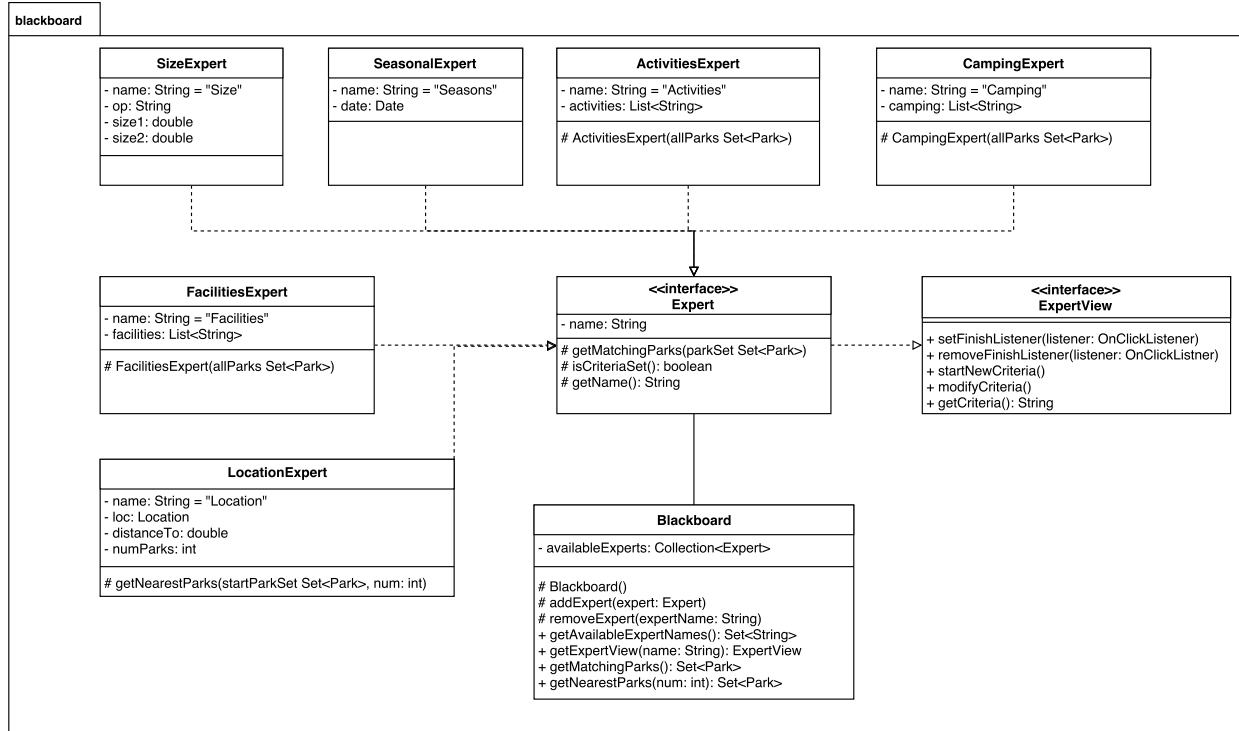 blackboard
SizeExpert
- name: String = "Size"
- op: String
- size1: double
- size2: double
SeasonalExpert
- name: String = "Seasons"
- date: Date
ActivitiesExpert
- name: String = "Activities"
- activities: List<String>
# ActivitiesExpert(allParks Set<Park>)
CampingExpert
- name: String = "Camping"
- camping: List<String>
# CampingExpert(allParks Set<Park>)
FacilitiesExpert
- name: String = "Facilities"
- facilities: List<String>
# FacilitiesExpert(allParks Set<Park>)
<<interface>>
Expert
- name: String
# getMatchingParks(parkSet Set<Park>)
# isCriteriaSet(): boolean
# getName(): String
<<interface>>
ExpertView
+ setFinishListener(listener: OnClickListener)
+ removeFinishListener(listener: OnClickListner)
+ startNewCriteria()
+ modifyCriteria()
+ getCriteria(): String
LocationExpert
- name: String = "Location"
- loc: Location
- distanceTo: double
- numParks: int
# getNearestParks(startParkSet Set<Park>, num: int)
Blackboard
- availableExperts: Collection<Expert>
# Blackboard()
# addExpert(expert: Expert)
# removeExpert(expertName: String)
+ getAvailableExpertNames(): Set<String>
+ getExpertView(name: String): ExpertView
+ getMatchingParks(): Set<Park>
+ getNearestParks(num: int): Set<Park>